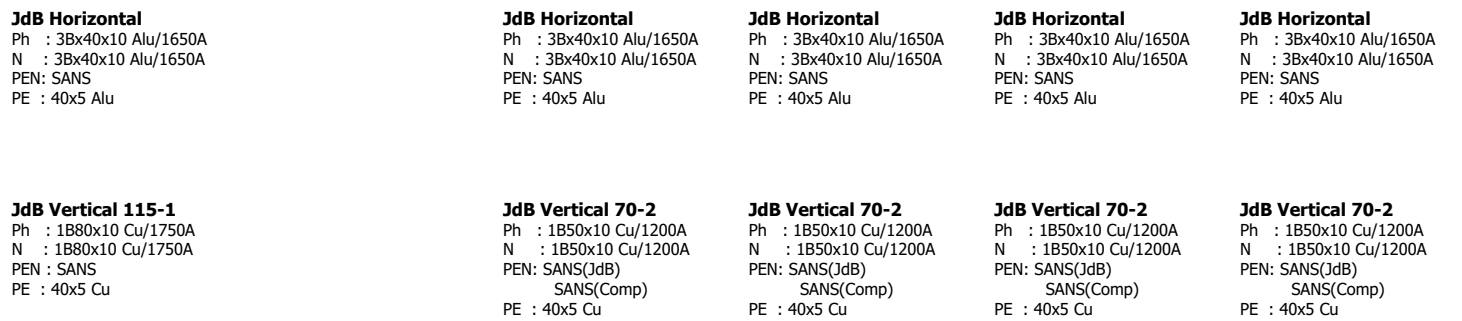 JdB Horizontal
Ph : 3Bx40x10 Alu/1650A
N : 3Bx40x10 Alu/1650A
PEN: SANS
PE : 40x5 Alu
JdB Horizontal
Ph : 3Bx40x10 Alu/1650A
N : 3Bx40x10 Alu/1650A
PEN: SANS
PE : 40x5 Alu
JdB Horizontal
Ph : 3Bx40x10 Alu/1650A
N : 3Bx40x10 Alu/1650A
PEN: SANS
PE : 40x5 Alu
JdB Horizontal
Ph : 3Bx40x10 Alu/1650A
N : 3Bx40x10 Alu/1650A
PEN: SANS
PE : 40x5 Alu
JdB Horizontal
Ph : 3Bx40x10 Alu/1650A
N : 3Bx40x10 Alu/1650A
PEN: SANS
PE : 40x5 Alu
JdB Vertical 115-1
Ph : 1B80x10 Cu/1750A
N : 1B80x10 Cu/1750A
PEN : SANS
PE : 40x5 Cu
JdB Vertical 70-2
Ph : 1B50x10 Cu/1200A
N : 1B50x10 Cu/1200A
PEN: SANS(JdB)
SANS(Comp)
PE : 40x5 Cu
JdB Vertical 70-2
Ph : 1B50x10 Cu/1200A
N : 1B50x10 Cu/1200A
PEN: SANS(JdB)
SANS(Comp)
PE : 40x5 Cu
JdB Vertical 70-2
Ph : 1B50x10 Cu/1200A
N : 1B50x10 Cu/1200A
PEN: SANS(JdB)
SANS(Comp)
PE : 40x5 Cu
JdB Vertical 70-2
Ph : 1B50x10 Cu/1200A
N : 1B50x10 Cu/1200A
PEN: SANS(JdB)
SANS(Comp)
PE : 40x5 Cu